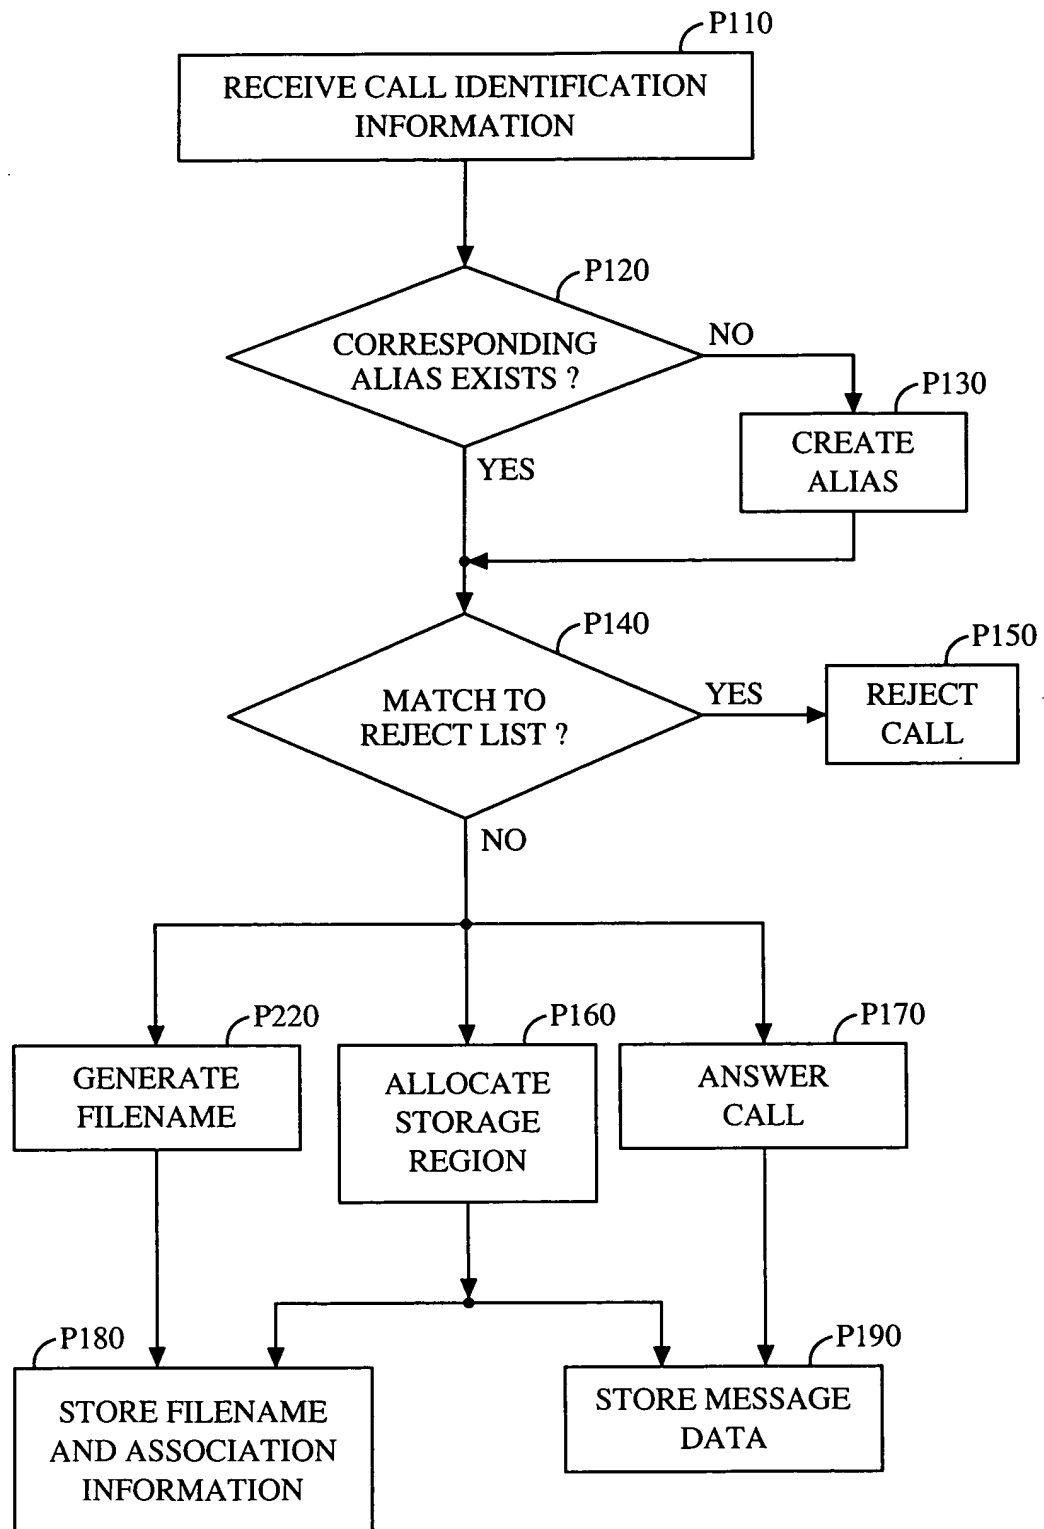 P110
RECEIVE CALL IDENTIFICATION
INFORMATION
P120
CORRESPONDING
ALIAS EXISTS ?
NO
YES
P130
CREATE
ALIAS
P140
MATCH TO
REJECT LIST ?
YES
NO
P150
REJECT
CALL
P220
GENERATE
FILENAME
P160
ALLOCATE
STORAGE
REGION
P170
ANSWER
CALL
P180
STORE FILENAME
AND ASSOCIATION
INFORMATION
P190
STORE MESSAGE
DATA